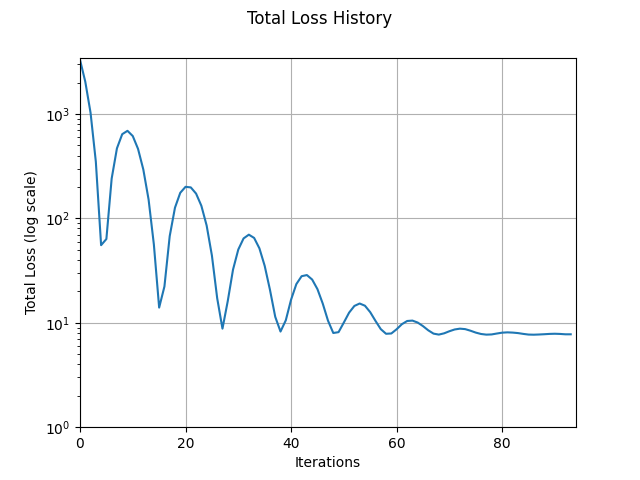 Total Loss History
Total Loss (log scale)
10³
10²
10¹
10⁰
0 20 40 60 80
Iterations